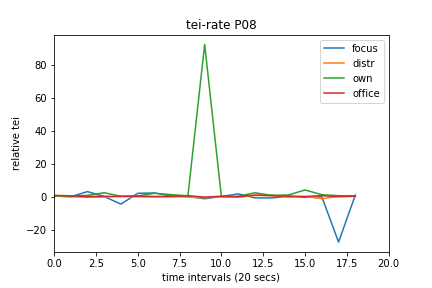 tei-rate P08
focus
distr
own
office
relative tei
80
60
40
20
0
−20
0.0 2.5 5.0 7.5 10.0 12.5 15.0 17.5 20.0
time intervals (20 secs)